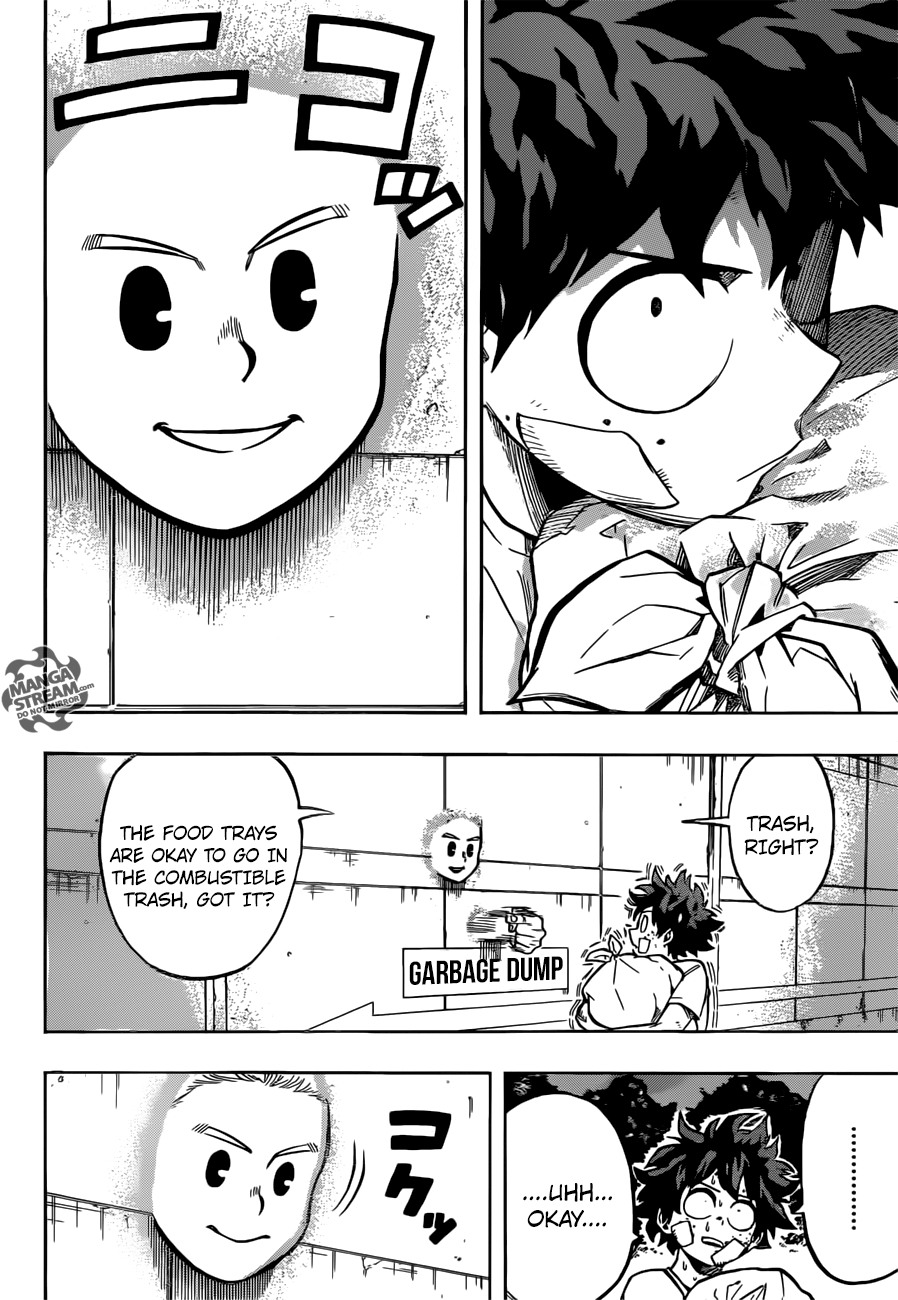 ニコッ
MANGA
STREAM.com
DO NOT MIRROR
TRASH,
RIGHT?
THE FOOD TRAYS
ARE OKAY TO GO IN
THE COMBUSTIBLE
TRASH, GOT IT?
GARBAGE DUMP
..........
....UHH...
OKAY....
コクッ